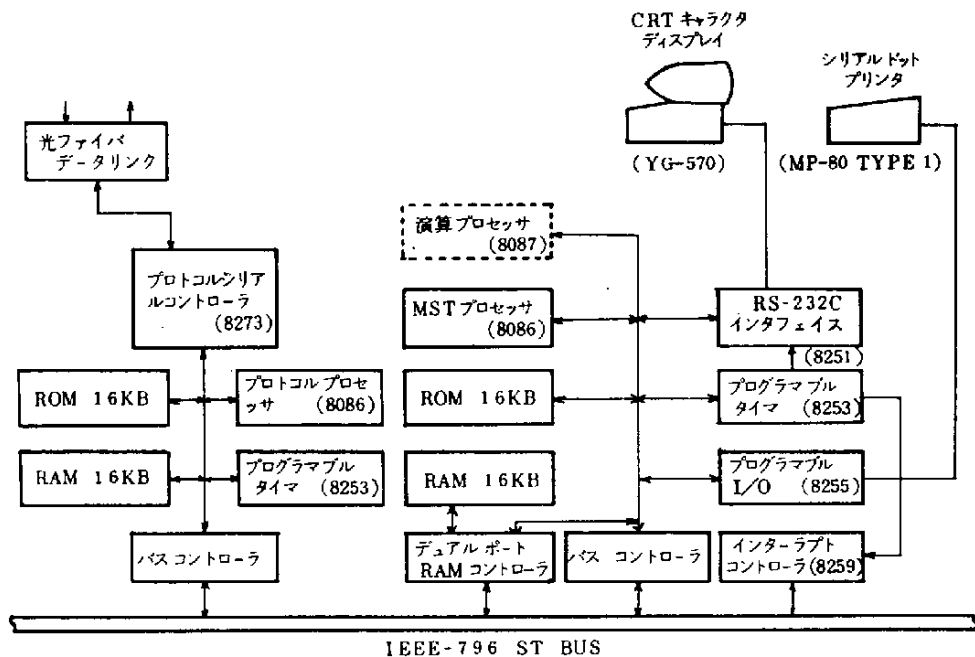 CRT キャラクタ
ディスプレイ
シリアルドット
プリンタ
光ファイバ
データリンク
(YG-570)
(MP-80 TYPE 1)
演算プロセッサ
(8087)
プロトコルシリア
ルコントローラ
(8273)
MSTプロセッサ
(8086)
RS-232C
インタフェイス
(8251)
ROM 16KB
プロトコルプロセ
ッサ (8086)
ROM 16KB
プログラマブル
タイマ (8253)
RAM 16KB
プログラマブル
タイマ (8253)
RAM 16KB
プログラマブル
I/O (8255)
バスコントローラ
デュアルポート
RAMコントローラ
バス コントローラ
インターラプト
コントローラ(8259)
IEEE-796 ST BUS